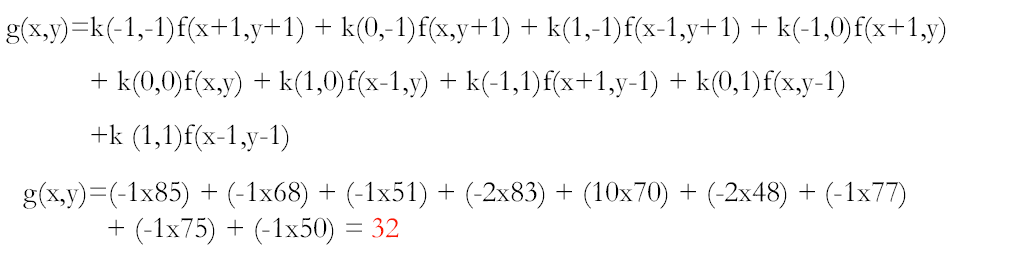 g(x,y)=k(-1,-1)f(x+1,y+1) + k(0,-1)f(x,y+1) + k(1,-1)f(x-1,y+1) + k(-1,0)f(x+1,y)
+ k(0,0)f(x,y) + k(1,0)f(x-1,y) + k(-1,1)f(x+1,y-1) + k(0,1)f(x,y-1)
+k (1,1)f(x-1,y-1)
g(x,y)=(-1x85) + (-1x68) + (-1x51) + (-2x83) + (10x70) + (-2x48) + (-1x77)
+ (-1x75) + (-1x50) = 32